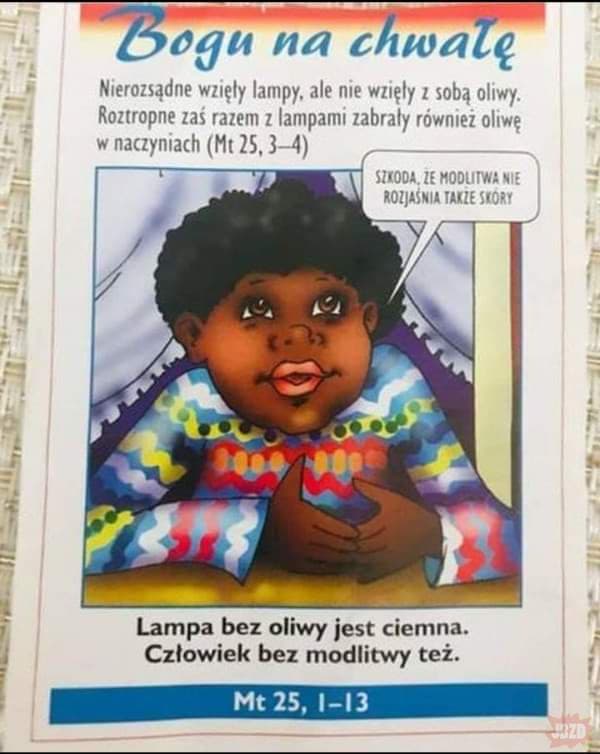 Bogu na chwałę
Nierozsądne wzięły lampy, ale nie wzięły z sobą oliwy.
Roztropne zaś razem z lampami zabrały również oliwę
w naczyniach (Mt 25, 3–4)
SZKODA, ŻE MODLITWA NIE
ROZJAŚNIA TAKŻE SKÓRY
Lampa bez oliwy jest ciemna.
Człowiek bez modlitwy też.
Mt 25, 1–13
JBZD